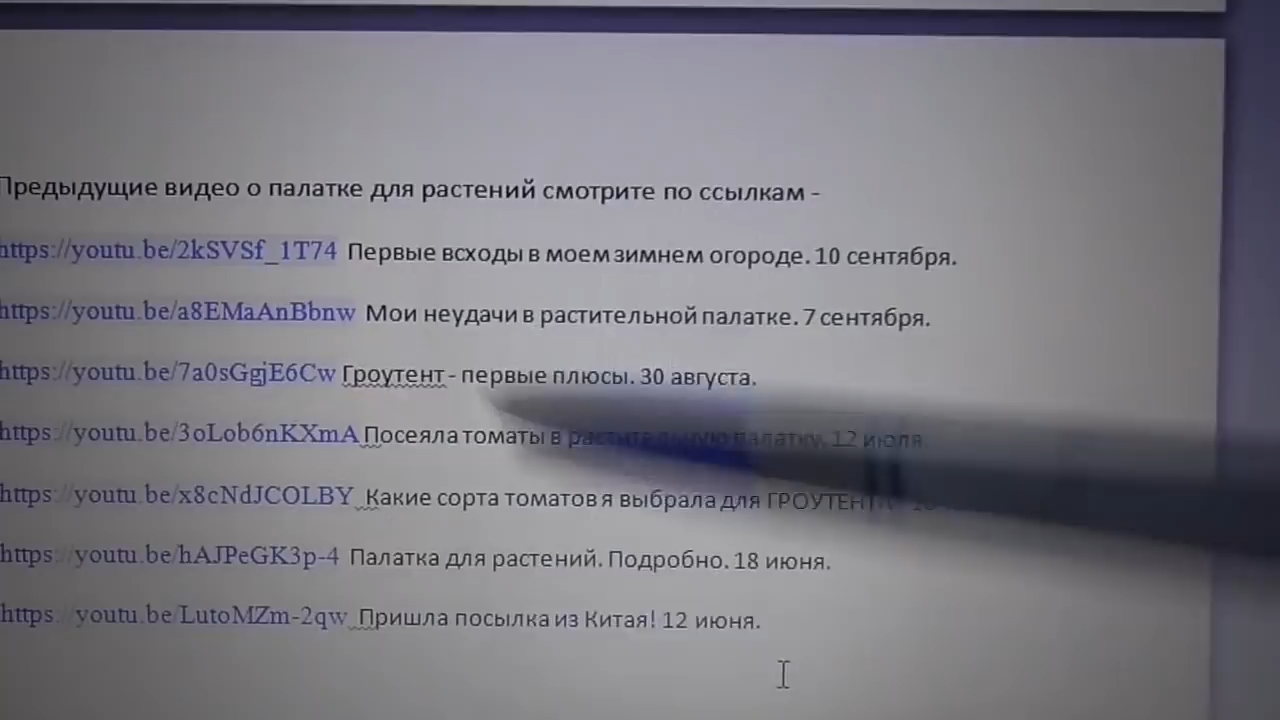 Предыдущие видео о палатке для растений смотрите по ссылкам -
https://youtu.be/2kSVSf_1T74 Первые всходы в моем зимнем огороде. 10 сентября.
https://youtu.be/a8EMaAnBbnw Мои неудачи в растительной палатке. 7 сентября.
https://youtu.be/7a0sGgjE6Cw Гроутент - первые плюсы. 30 августа.
https://youtu.be/3oLob6nKXmA Посеяла томаты в растительную палатку. 12 июля
https://youtu.be/x8cNdJCOLBY Какие сорта томатов я выбрала для
https://youtu.be/hAJPeGK3p-4 Палатка для растений. Подробно. 18 июня.
https://youtu.be/LutoMZm-2qw Пришла посылка из Китая! 12 июня.